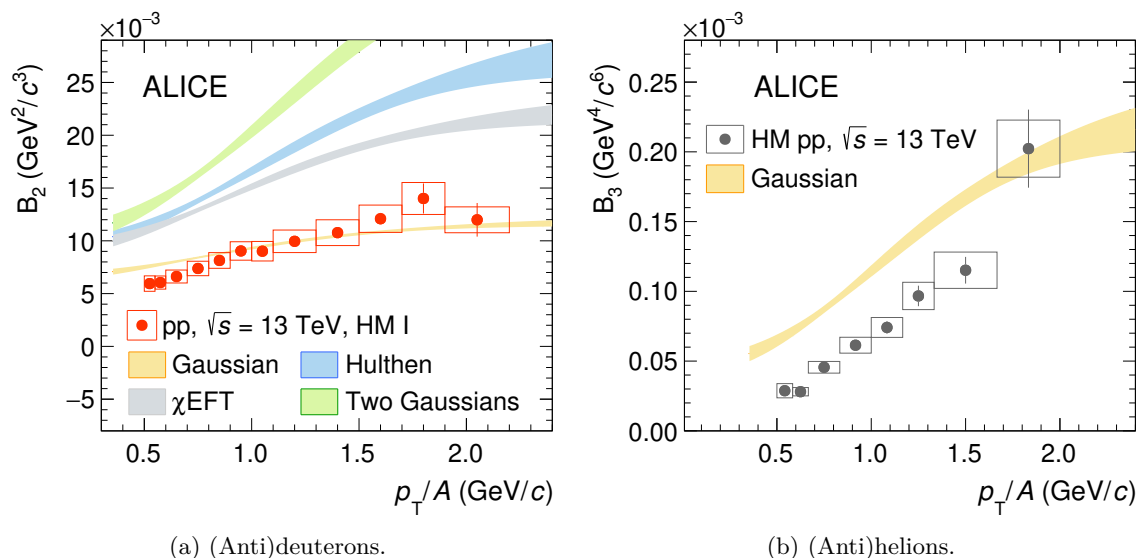 ×10⁻³
25
20
15
10
5
0
−5
B₂ (GeV²/c³)
ALICE
pp, √s = 13 TeV, HM I
Gaussian
Hulthen
χEFT
Two Gaussians
0.5 1.0 1.5 2.0
p_T/A (GeV/c)
(a) (Anti)deuterons.
×10⁻³
0.25
0.20
0.15
0.10
0.05
0.00
B₃ (GeV⁴/c⁶)
ALICE
HM pp, √s = 13 TeV
Gaussian
0.5 1.0 1.5 2.0
p_T/A (GeV/c)
(b) (Anti)helions.